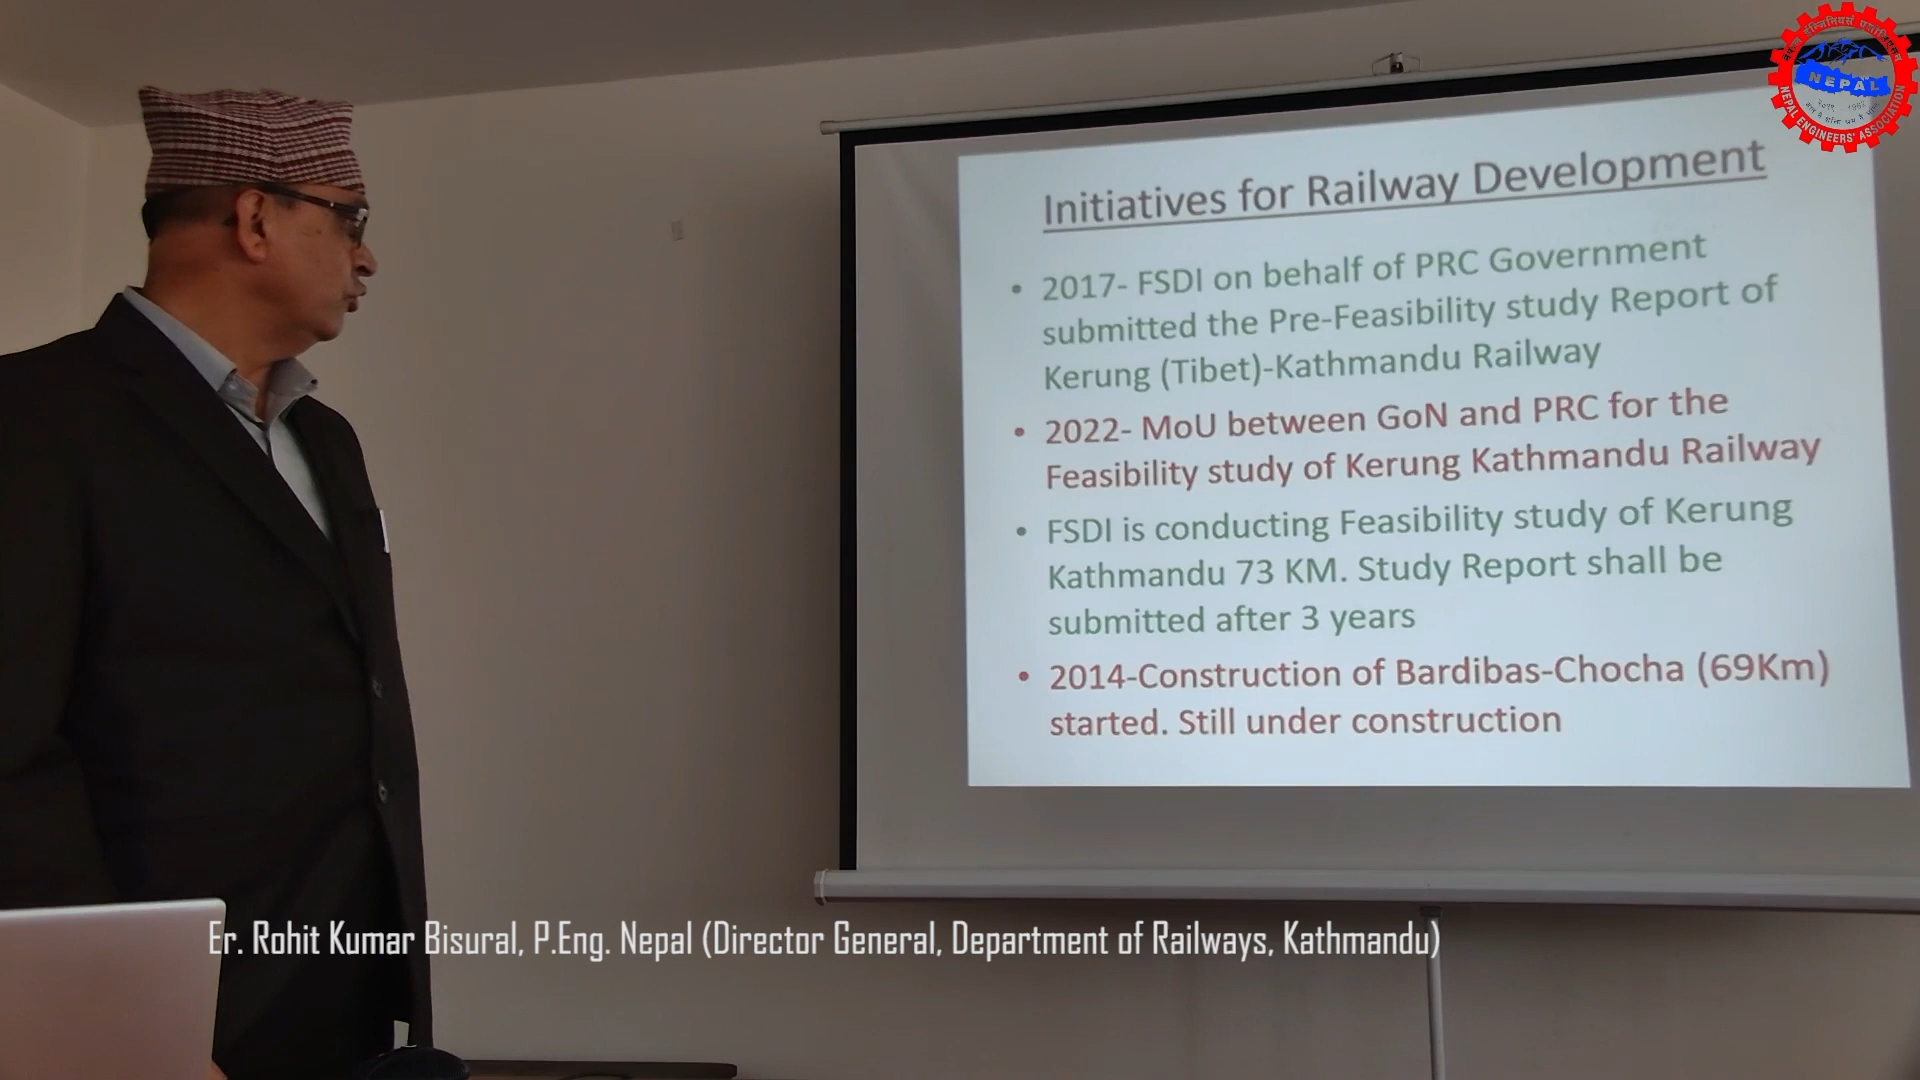 NEPAL
1962
NEPAL ENGINEERS' ASSOCIATION
Initiatives for Railway Development
• 2017- FSDI on behalf of PRC Government
submitted the Pre-Feasibility study Report of
Kerung (Tibet)-Kathmandu Railway
• 2022- MoU between GoN and PRC for the
Feasibility study of Kerung Kathmandu Railway
• FSDI is conducting Feasibility study of Kerung
Kathmandu 73 KM. Study Report shall be
submitted after 3 years
• 2014-Construction of Bardibas-Chocha (69Km)
started. Still under construction
Er. Rohit Kumar Bisural, P.Eng. Nepal (Director General, Department of Railways, Kathmandu)